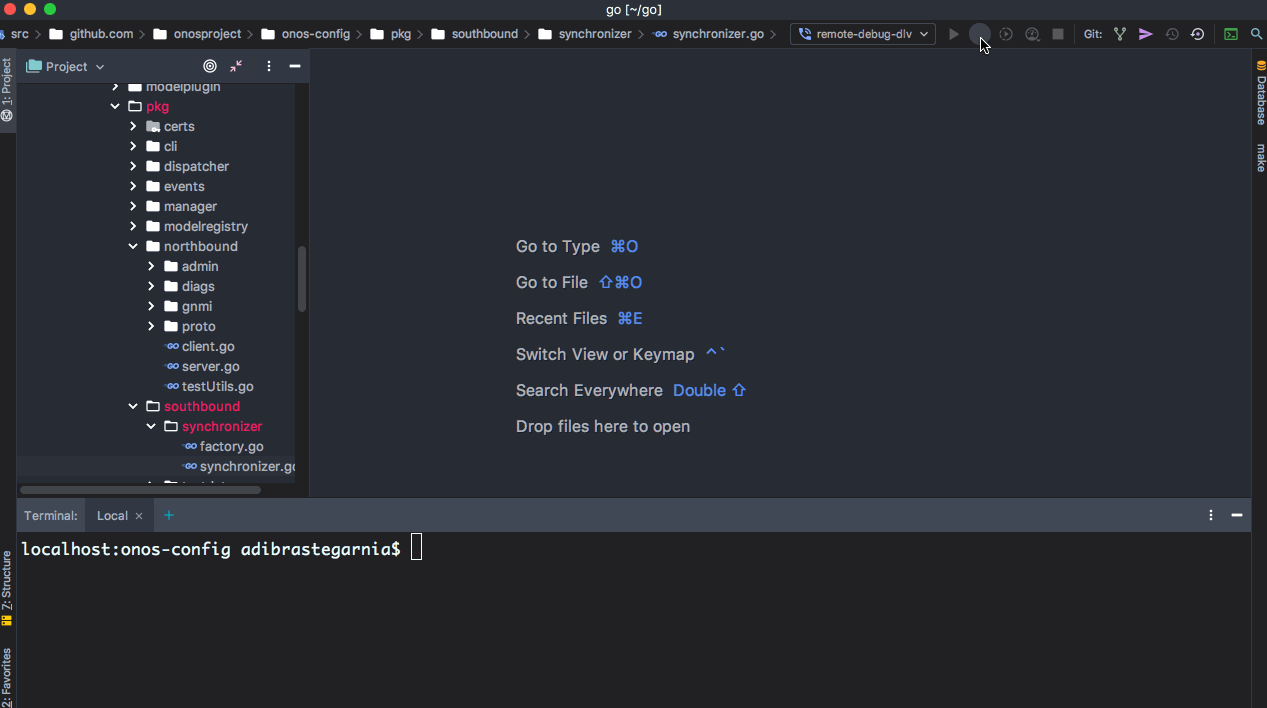 go [~/go]
src github.com onosproject onos-config pkg southbound synchronizer synchronizer.go remote-debug-dlv Git:
1: Project
Project
modelplugin
pkg
certs
cli
dispatcher
events
manager
modelregistry
northbound
admin
diags
gnmi
proto
client.go
server.go
testUtils.go
southbound
synchronizer
factory.go
synchronizer.go
Go to Type ⌘O
Go to File ⇧⌘O
Recent Files ⌘E
Switch View or Keymap ^`
Search Everywhere Double ⇧
Drop files here to open
Database
make
Terminal: Local × +
localhost:onos-config adibrastegarnia$
7: Structure
2: Favorites